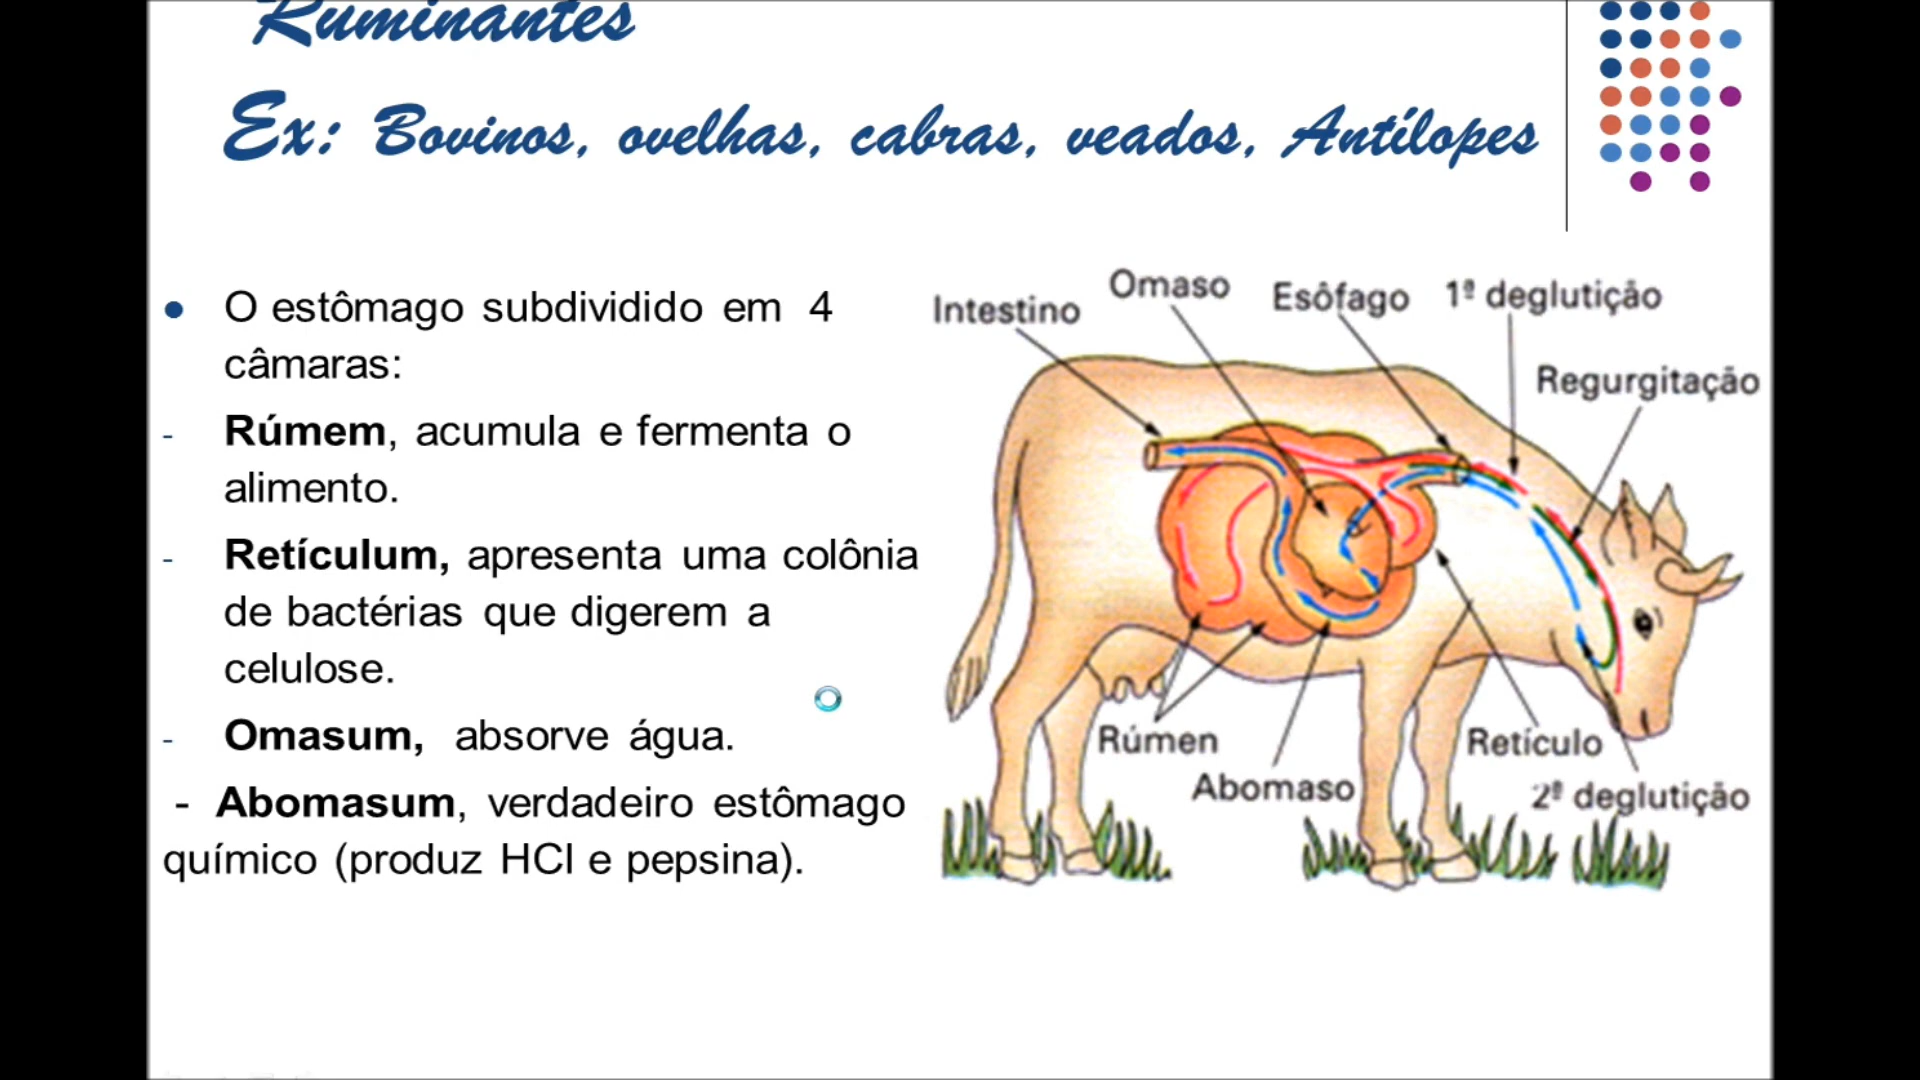 Ruminantes
Ex: Bovinos, ovelhas, cabras, veados, Antílopes
• O estômago subdividido em 4
câmaras:
- Rúmem, acumula e fermenta o
alimento.
- Retículum, apresenta uma colônia
de bactérias que digerem a
celulose.
- Omasum, absorve água.
- Abomasum, verdadeiro estômago
químico (produz HCl e pepsina).
Intestino
Omaso
Esôfago
1ª deglutição
Regurgitação
Rúmen
Abomaso
Retículo
2ª deglutição